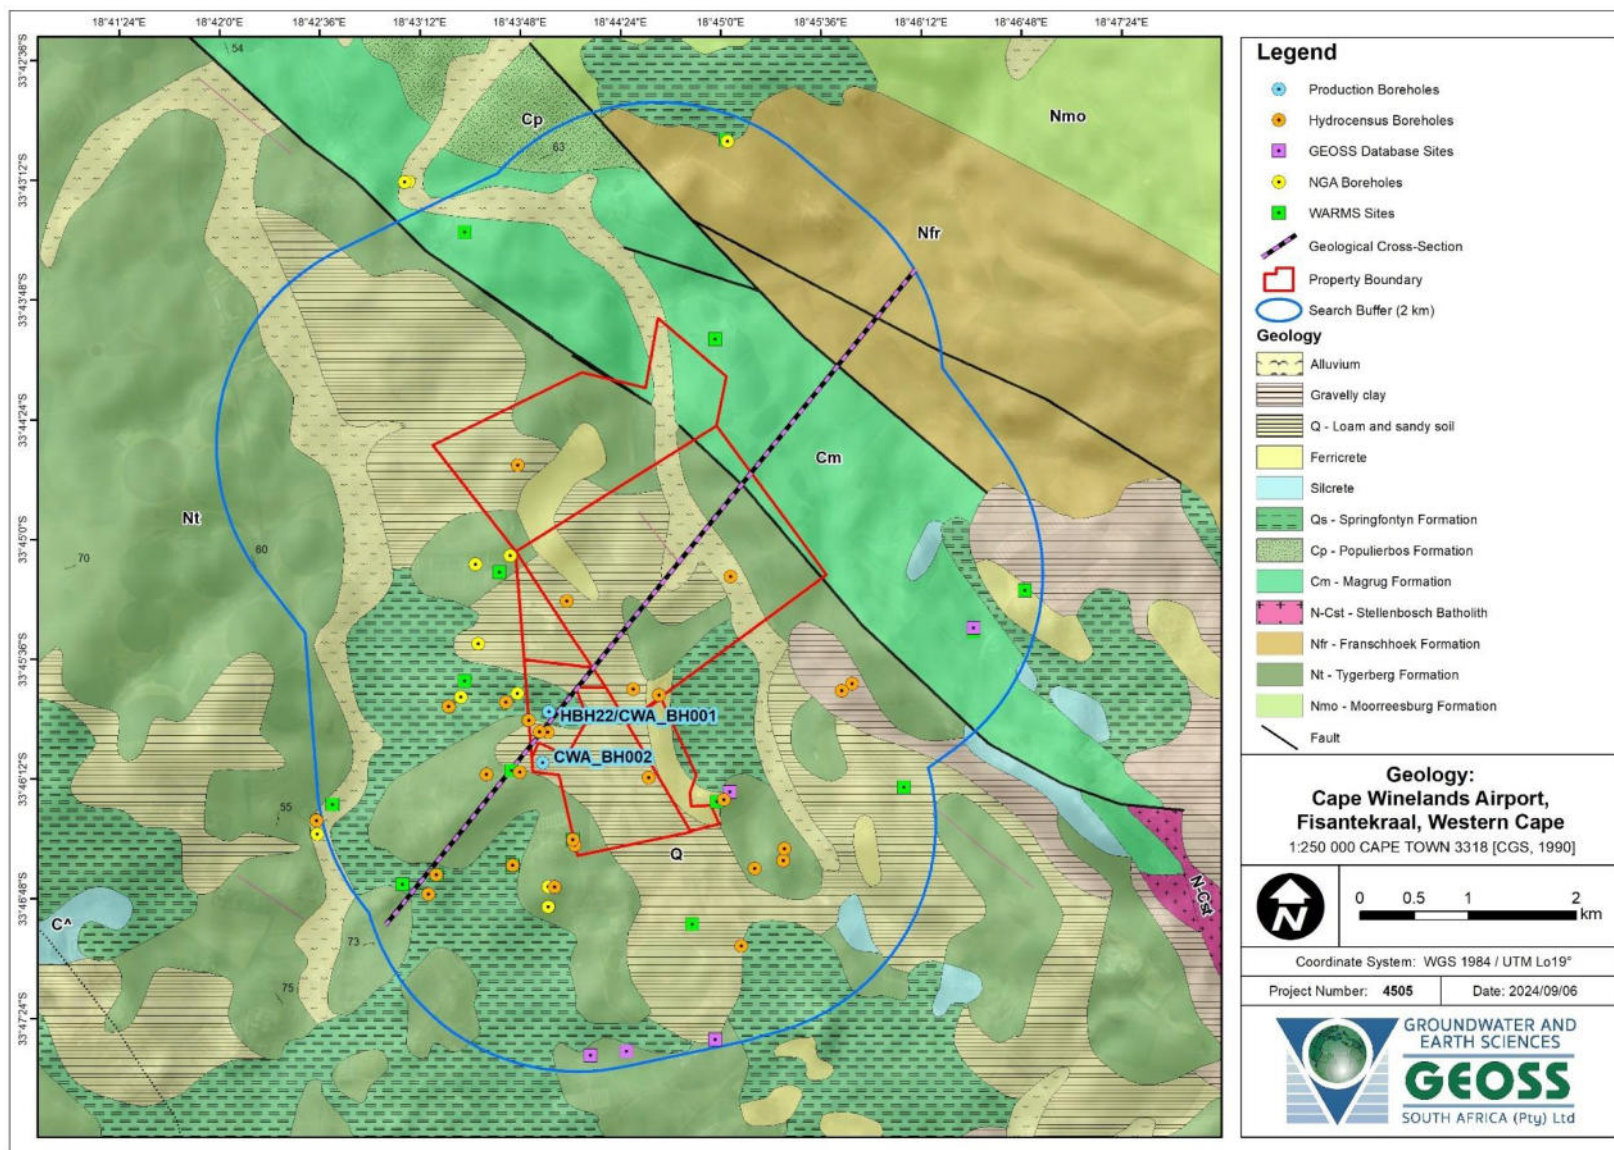 18°41'24"E 18°42'0"E 18°42'36"E 18°43'12"E 18°43'48"E 18°44'24"E 18°45'0"E 18°45'36"E 18°46'12"E 18°46'48"E 18°47'24"E
33°42'36"S
33°43'12"S
33°43'48"S
33°44'24"S
33°45'0"S
33°45'36"S
33°46'12"S
33°46'48"S
33°47'24"S
54
Cp
63
Nmo
Nfr
Cm
Nt
60
70
HBH22/CWA_BH001
CWA_BH002
55
Q
N-Cst
C^
73
75
Legend
Production Boreholes
Hydrocensus Boreholes
GEOSS Database Sites
NGA Boreholes
WARMS Sites
Geological Cross-Section
Property Boundary
Search Buffer (2 km)
Geology
Alluvium
Gravelly clay
Q - Loam and sandy soil
Ferricrete
Silcrete
Qs - Springfontyn Formation
Cp - Populierbos Formation
Cm - Magrug Formation
N-Cst - Stellenbosch Batholith
Nfr - Franschhoek Formation
Nt - Tygerberg Formation
Nmo - Moorreesburg Formation
Fault
Geology:
Cape Winelands Airport,
Fisantekraal, Western Cape
1:250 000 CAPE TOWN 3318 [CGS, 1990]
N
0 0.5 1 2
km
Coordinate System: WGS 1984 / UTM Lo19°
Project Number: 4505 Date: 2024/09/06
GROUNDWATER AND
EARTH SCIENCES
GEOSS
SOUTH AFRICA (Pty) Ltd